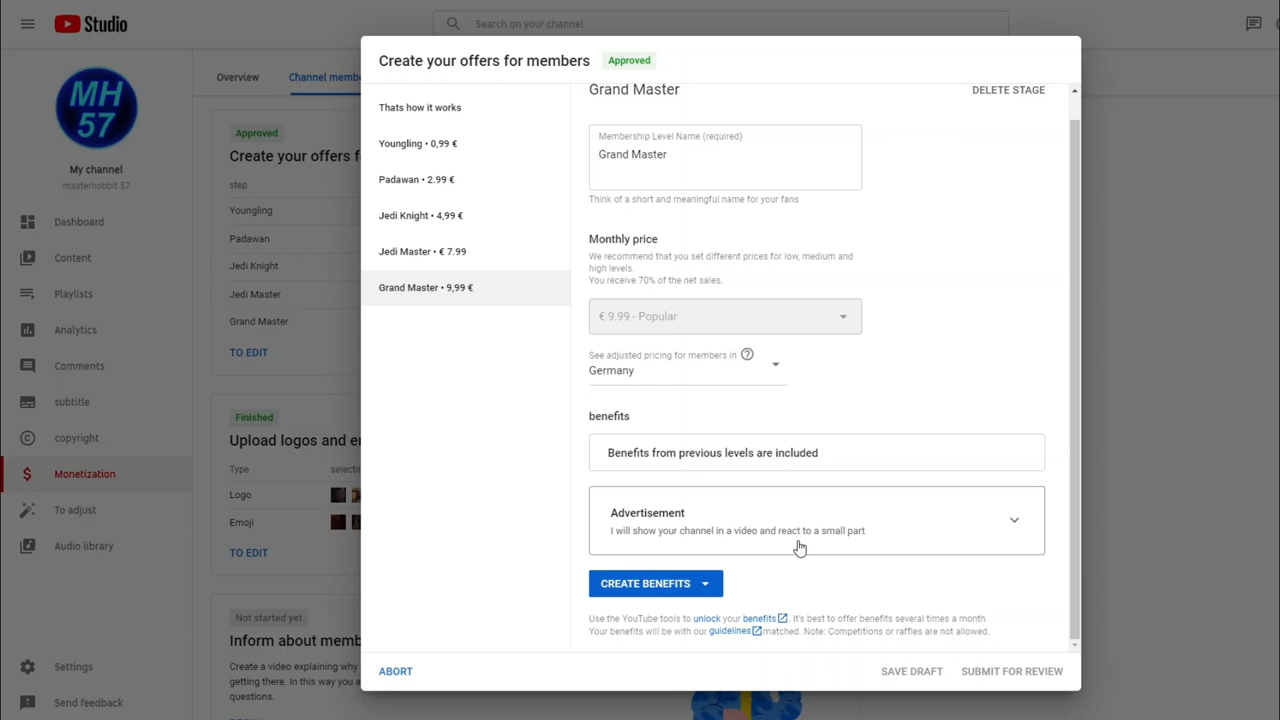 Studio
Search on your channel
MH
57
My channel
masterhobbit 57
Dashboard
Content
Playlists
Analytics
Comments
subtitle
copyright
Monetization
To adjust
Audio library
Settings
Send feedback
Overview
Channel memb
Approved
Create your offers f
step
Youngling
Padawan
Jedi Knight
Jedi Master
Grand Master
TO EDIT
Finished
Upload logos and e
Type
selectio
Logo
Emoji
TO EDIT
Not started yet
Inform about memb
Create a video explaining why
getting there. In this way you a
questions.
Create your offers for members
Approved
Thats how it works
Youngling • 0,99 €
Padawan • 2.99 €
Jedi Knight • 4,99 €
Jedi Master • € 7.99
Grand Master • 9,99 €
Grand Master
DELETE STAGE
Membership Level Name (required)
Grand Master
Think of a short and meaningful name for your fans
Monthly price
We recommend that you set different prices for low, medium and
high levels.
You receive 70% of the net sales.
€ 9.99 - Popular
See adjusted pricing for members in
Germany
benefits
Benefits from previous levels are included
Advertisement
I will show your channel in a video and react to a small part
CREATE BENEFITS
Use the YouTube tools to unlock your benefits . It's best to offer benefits several times a month.
Your benefits will be with our guidelines matched. Note: Competitions or raffles are not allowed.
ABORT
SAVE DRAFT
SUBMIT FOR REVIEW